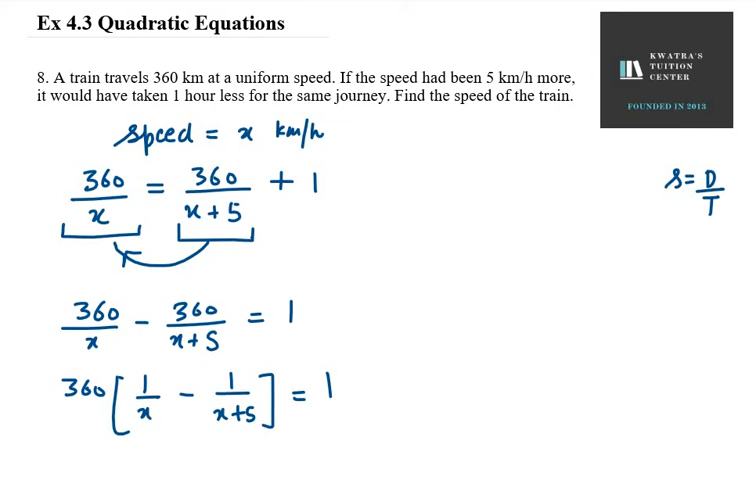 Ex 4.3 Quadratic Equations
KWATRA'S
TUITION
CENTER
FOUNDED IN 2013
8. A train travels 360 km at a uniform speed. If the speed had been 5 km/h more,
it would have taken 1 hour less for the same journey. Find the speed of the train.
speed = x km/h
360/x = 360/(x + 5) + 1
s = D/T
360/x - 360/(x + 5) = 1
360 [1/x - 1/(x+5)] = 1